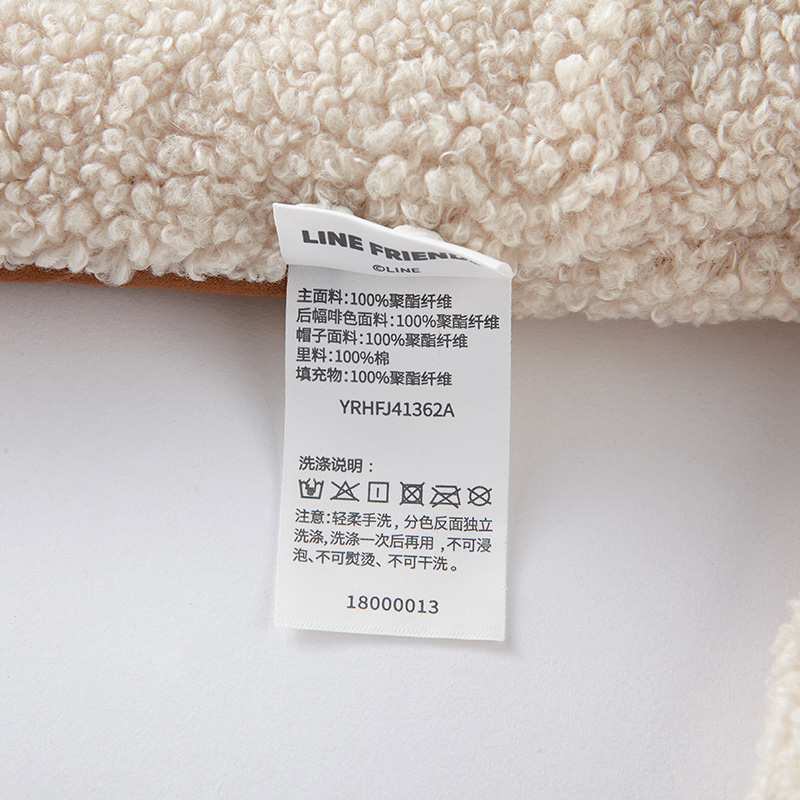 LINE FRIENDS
©LINE
主面料:100%聚酯纤维
后幅啡色面料:100%聚酯纤维
帽子面料:100%聚酯纤维
里料:100%棉
填充物:100%聚酯纤维
YRHFJ41362A
洗涤说明：
注意:轻柔手洗，分色反面独立
洗涤,洗涤一次后再用,不可浸
泡、不可熨烫、不可干洗。
18000013